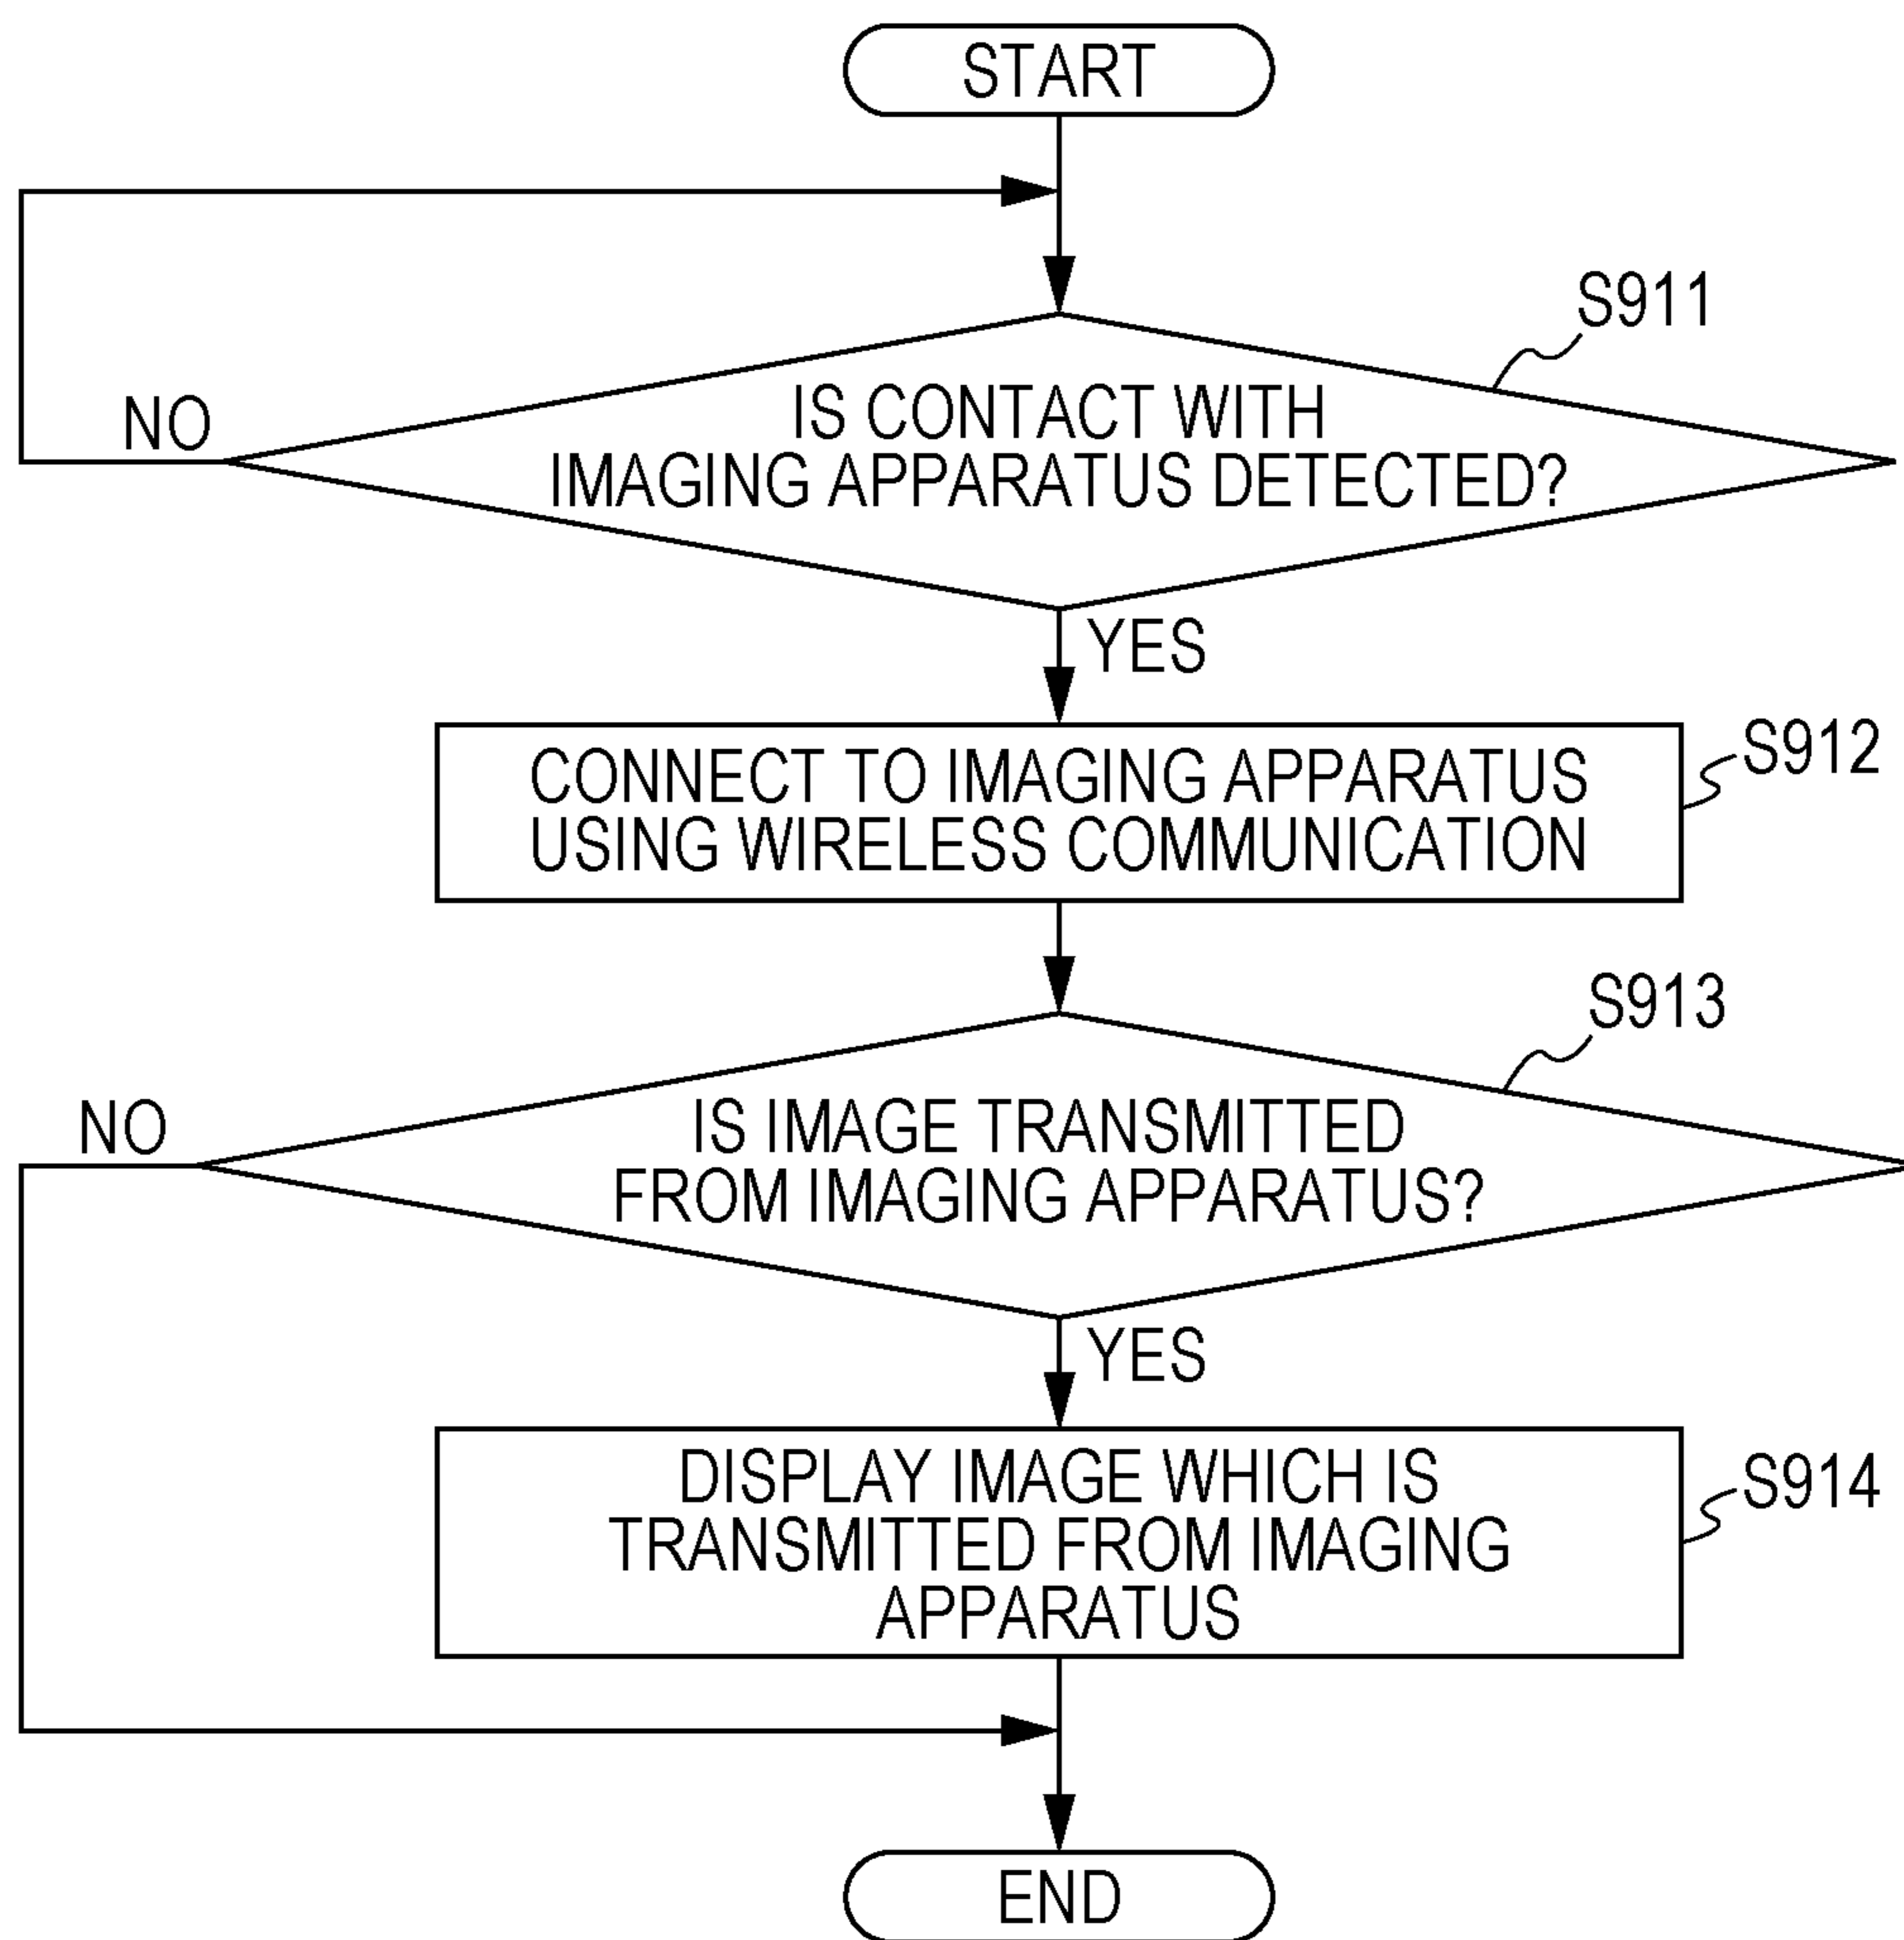 START
S911
IS CONTACT WITH
IMAGING APPARATUS DETECTED?
NO
YES
CONNECT TO IMAGING APPARATUS
USING WIRELESS COMMUNICATION
S912
S913
IS IMAGE TRANSMITTED
FROM IMAGING APPARATUS?
NO
YES
DISPLAY IMAGE WHICH IS
TRANSMITTED FROM IMAGING
APPARATUS
S914
END